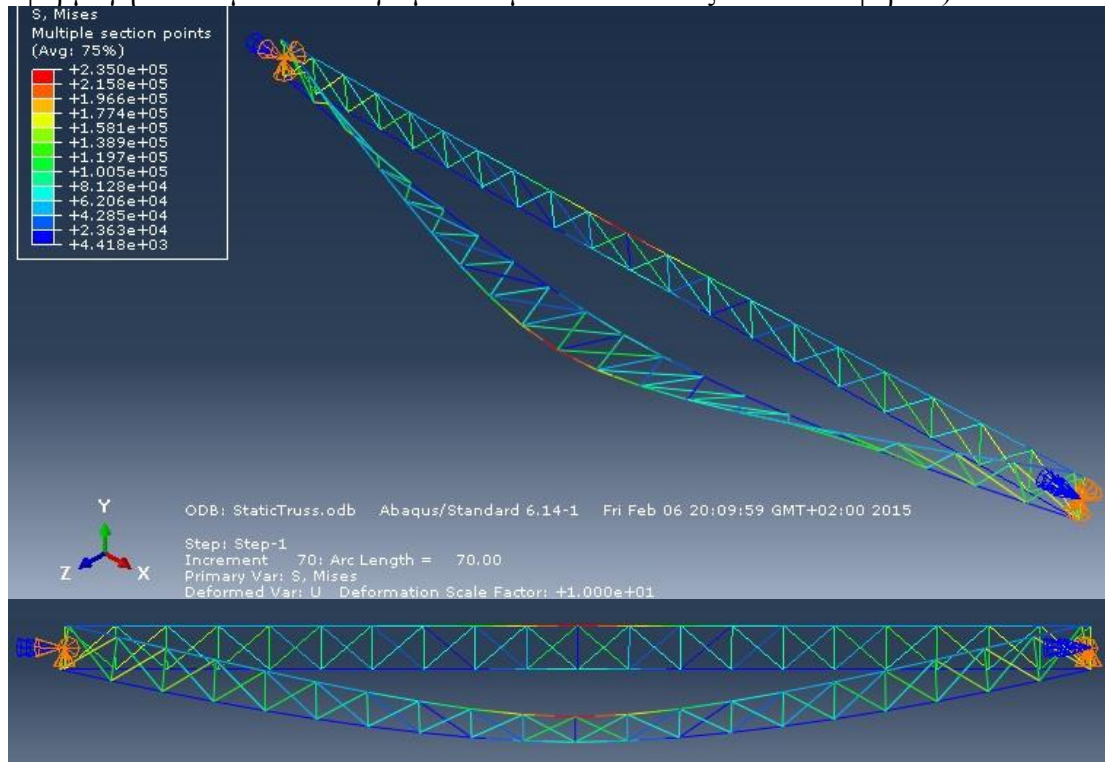 S, Mises
Multiple section points
(Avg: 75%)
+2.350e+05
+2.158e+05
+1.966e+05
+1.774e+05
+1.581e+05
+1.389e+05
+1.197e+05
+1.005e+05
+8.128e+04
+6.206e+04
+4.285e+04
+2.363e+04
+4.418e+03
Y
Z
X
ODB: StaticTruss.odb Abaqus/Standard 6.14-1 Fri Feb 06 20:09:59 GMT+02:00 2015
Step: Step-1
Increment 70: Arc Length = 70.00
Primary Var: S, Mises
Deformed Var: U Deformation Scale Factor: +1.000e+01